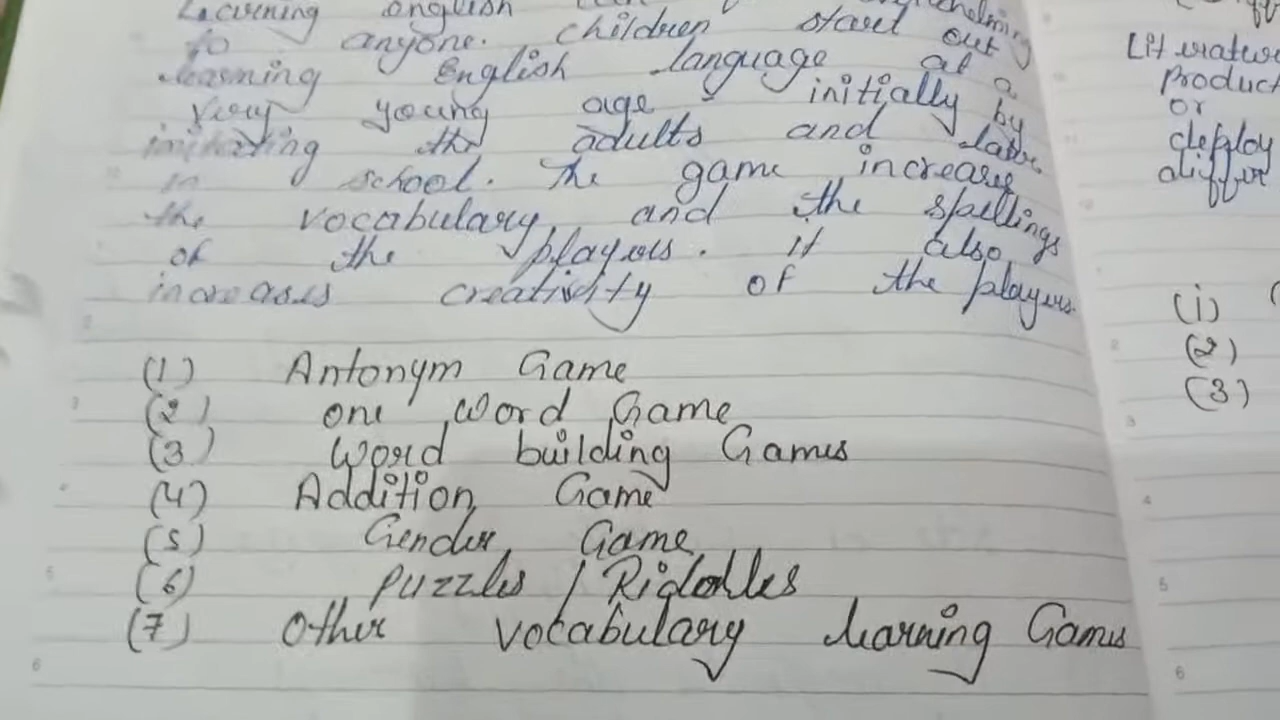 Learning english
to anyone. children start out
learning English language at a
very young age initially by
imitating the adults and later
in school. The game increases
the vocabulary and the spellings
of the players. it also
increases creativity of the players.
(1) Antonym Game
(2) one word Game
(3) Word building Games
(4) Addition Game
(5) Gender Game
(6) Puzzles / Riddles
(7) Other vocabulary learning Games
Literature
product
or
deploy
differ
(i)
(2)
(3)